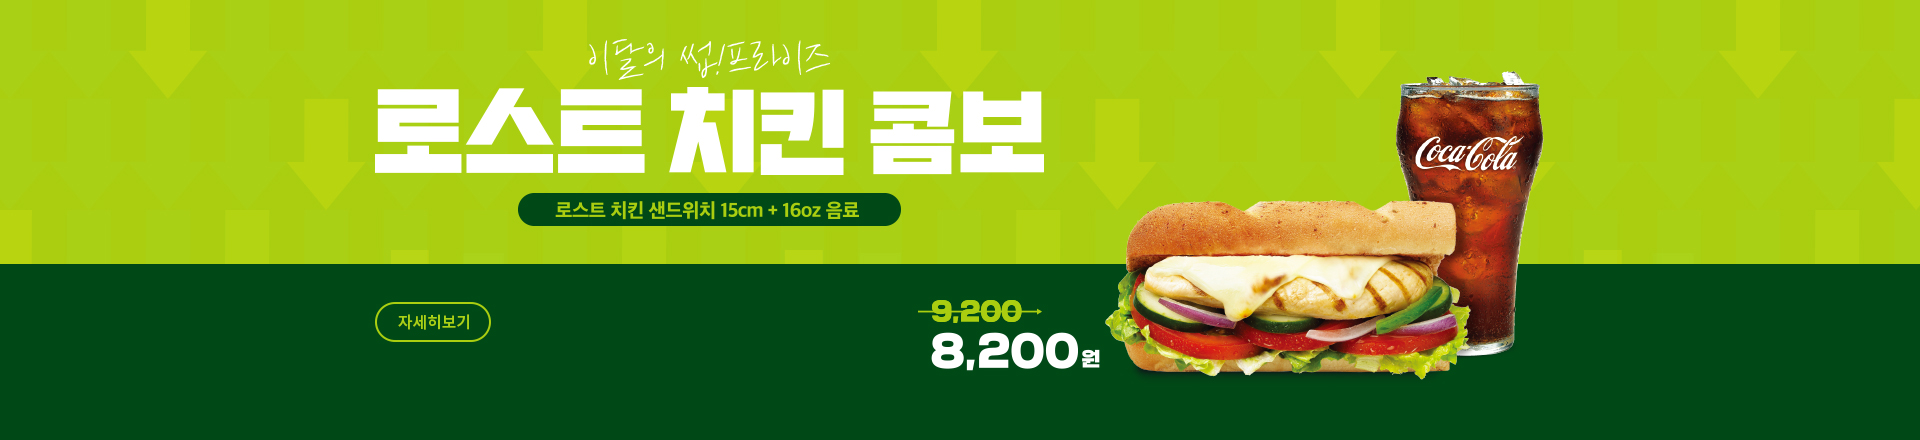 이달의 썹!프라이즈
로스트 치킨 콤보
로스트 치킨 샌드위치 15cm + 16oz 음료
자세히보기
9,200
8,200원
Coca-Cola